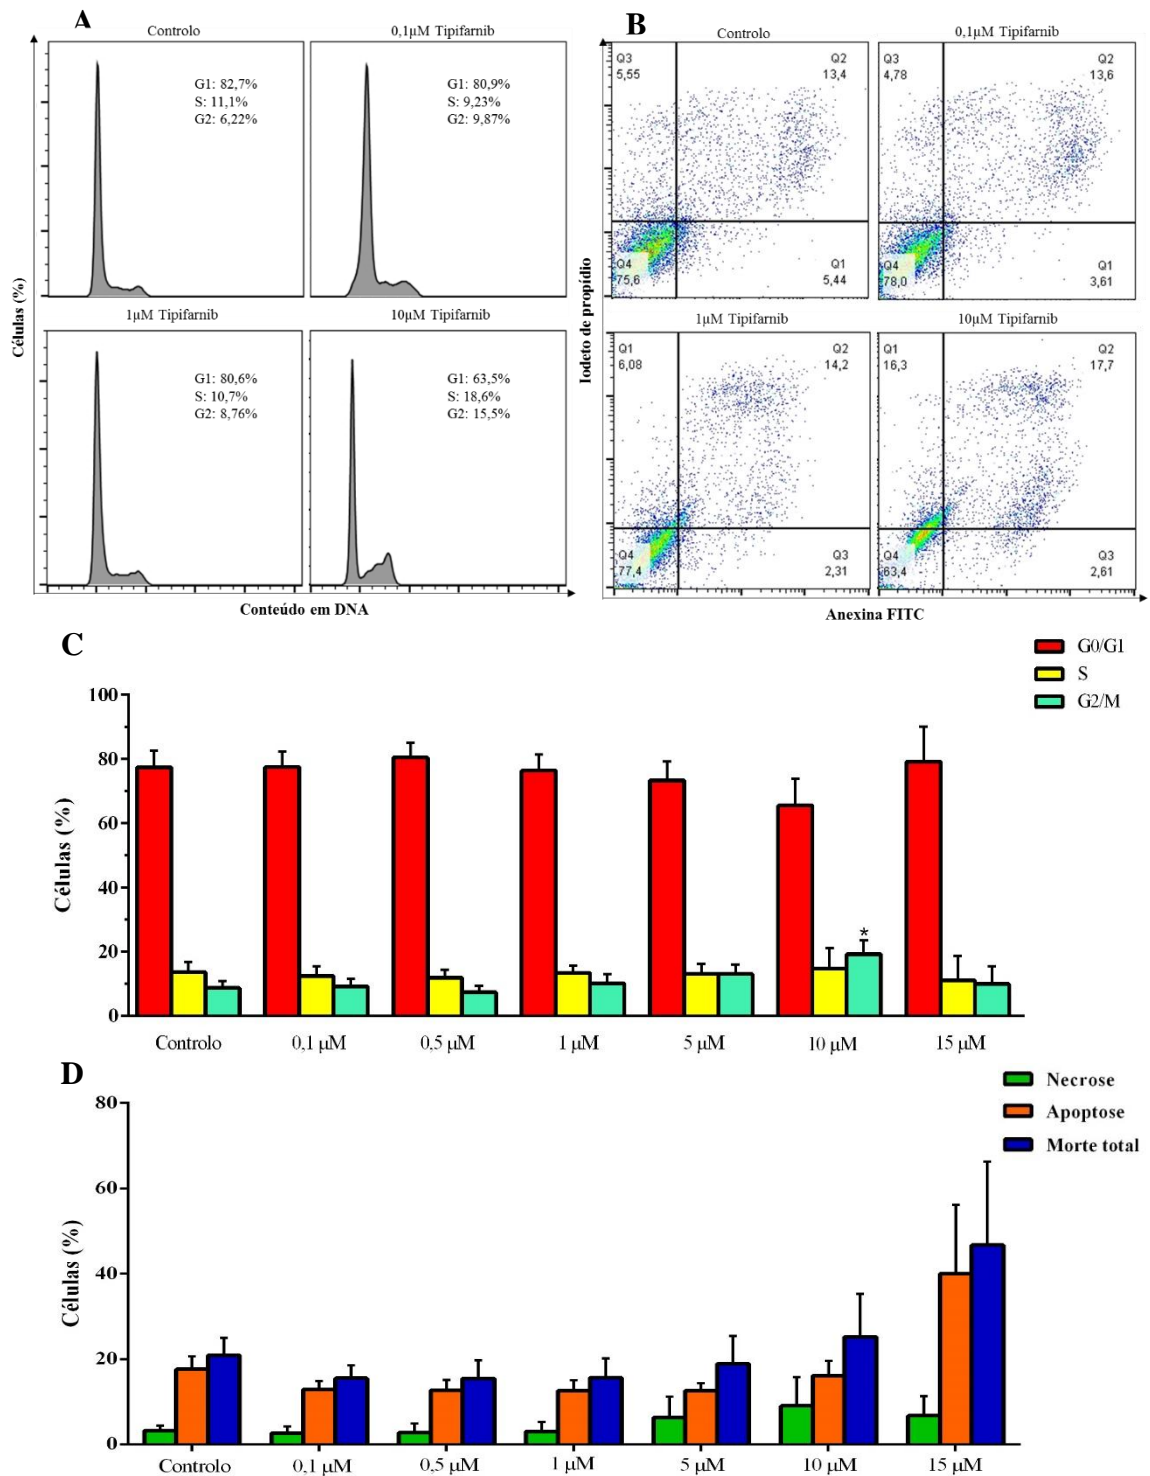 A
Controlo
0,1µM Tipifarnib
G1: 82,7%
S: 11,1%
G2: 6,22%
G1: 80,9%
S: 9,23%
G2: 9,87%
1µM Tipifarnib
10µM Tipifarnib
G1: 80,6%
S: 10,7%
G2: 8,76%
G1: 63,5%
S: 18,6%
G2: 15,5%
Células (%)
Conteúdo em DNA
B
Controlo
0,1µM Tipifarnib
Q3
5,55
Q2
13,4
Q4
75,6
Q1
5,44
Q3
4,78
Q2
13,6
Q4
78,0
Q1
3,61
1µM Tipifarnib
10µM Tipifarnib
Q1
6,08
Q2
14,2
Q4
77,4
Q3
2,31
Q1
16,3
Q2
17,7
Q4
63,4
Q3
2,61
Iodeto de propídio
Anexina FITC
C
G0/G1
S
G2/M
Células (%)
100
80
60
40
20
0
*
Controlo
0,1 µM
0,5 µM
1 µM
5 µM
10 µM
15 µM
D
Necrose
Apoptose
Morte total
Células (%)
80
60
40
20
0
Controlo
0,1 µM
0,5 µM
1 µM
5 µM
10 µM
15 µM